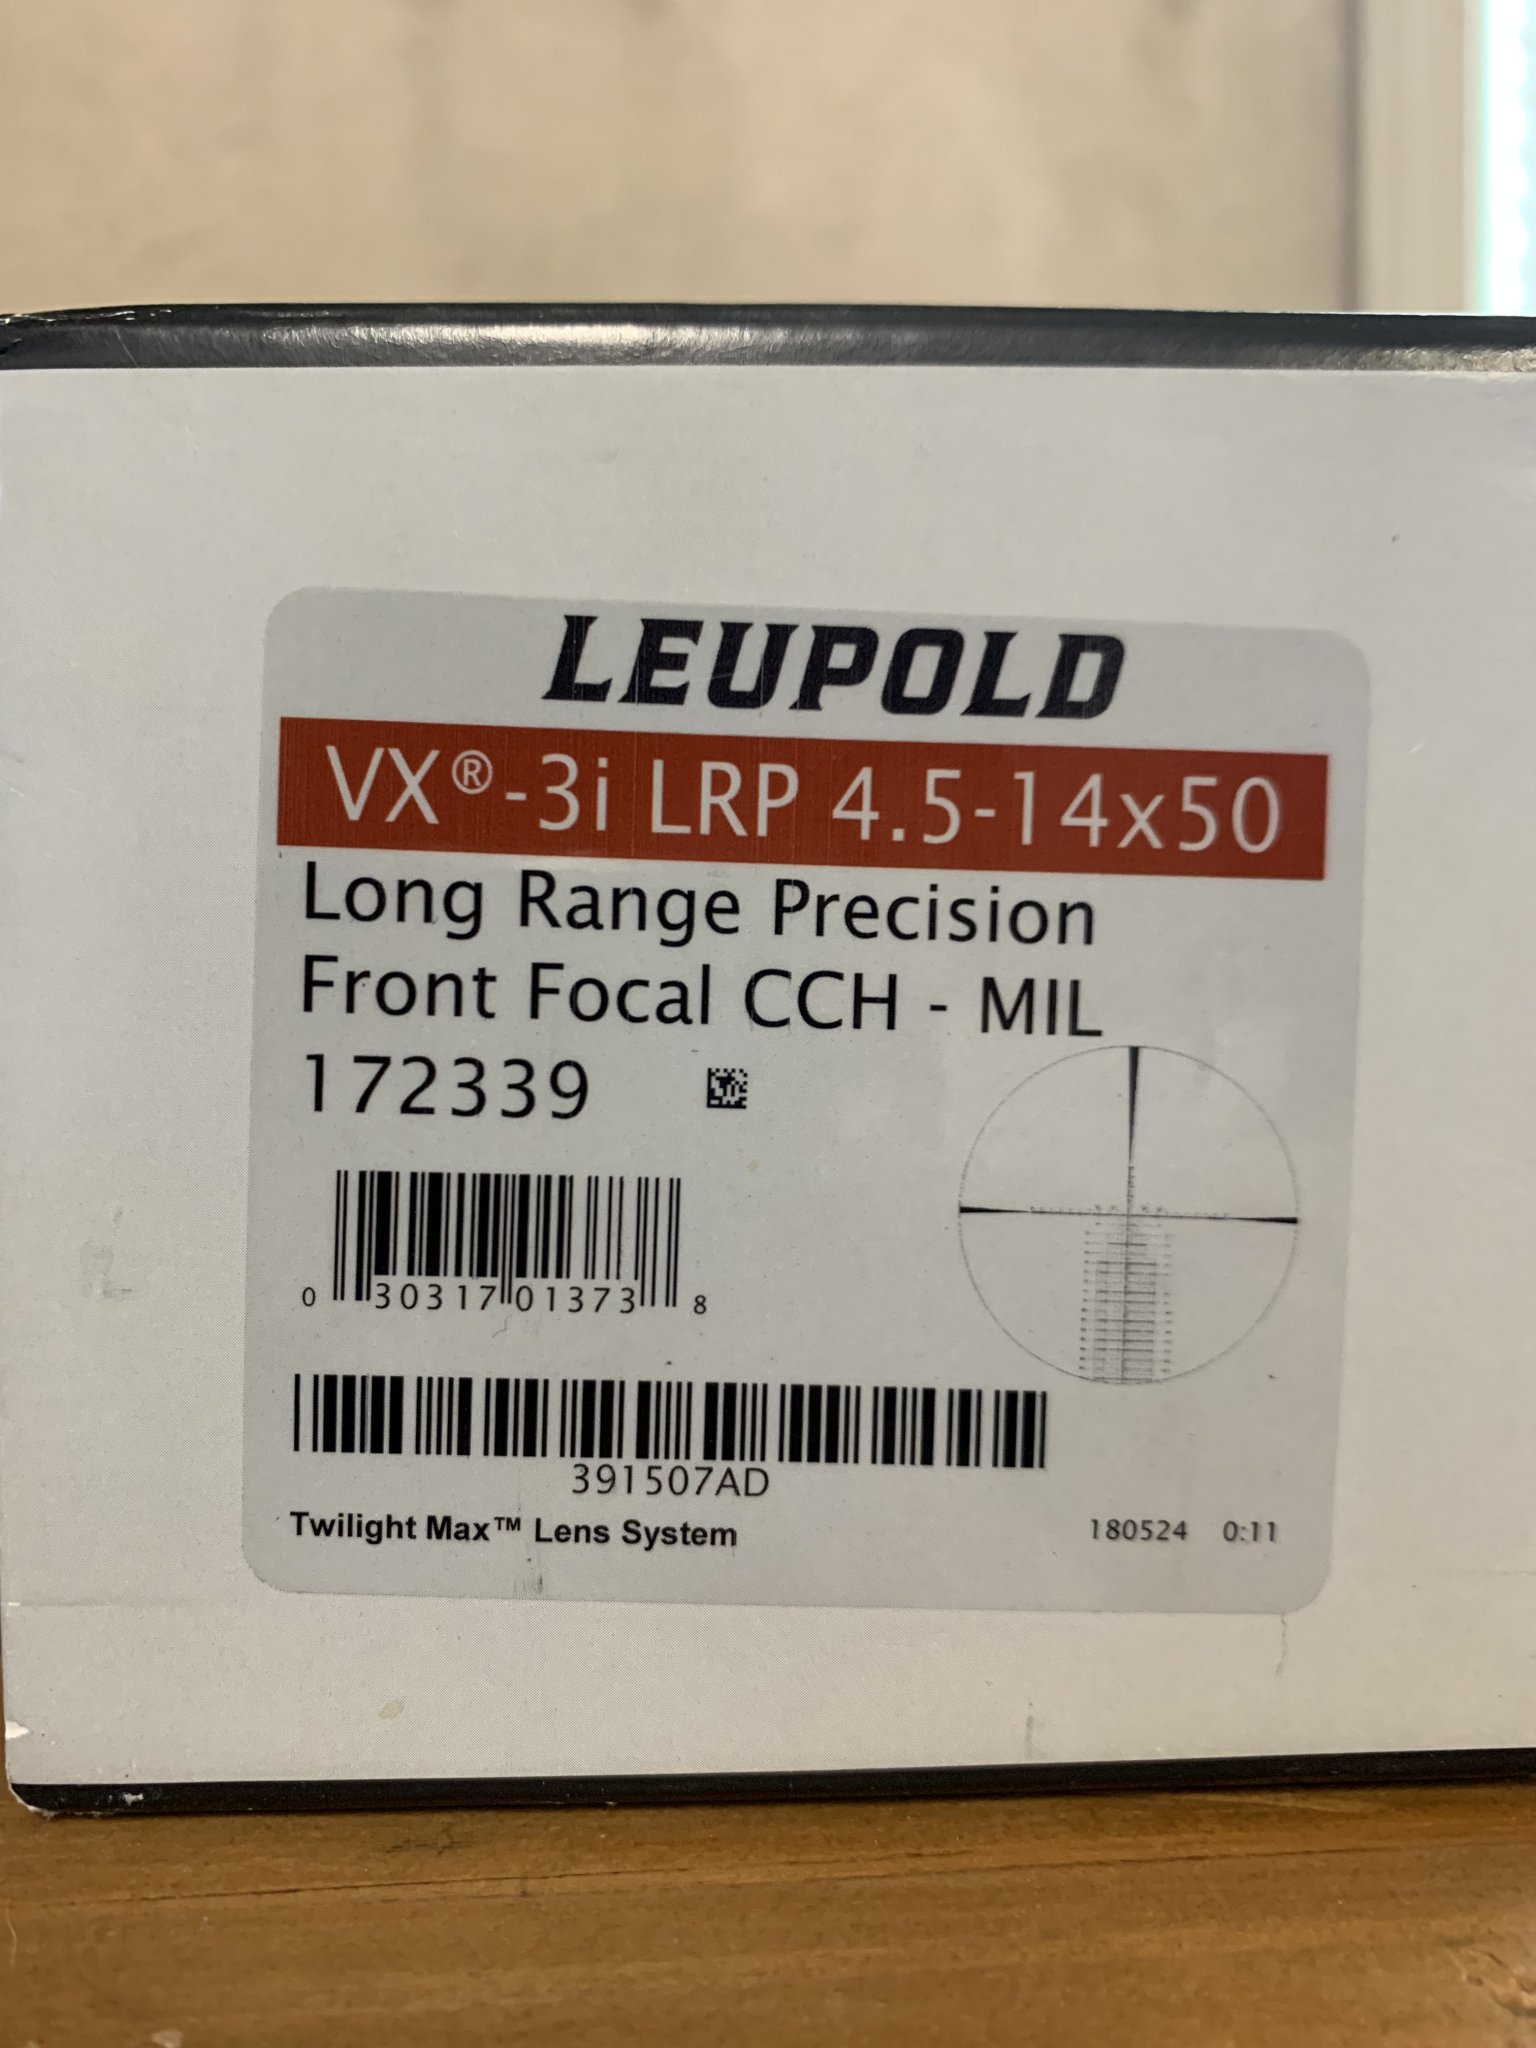 LEUPOLD
VX®-3i LRP 4.5-14x50
Long Range Precision
Front Focal CCH - MIL
172339
0 30317 01373 8
391507AD
Twilight Max™ Lens System
180524 0:11